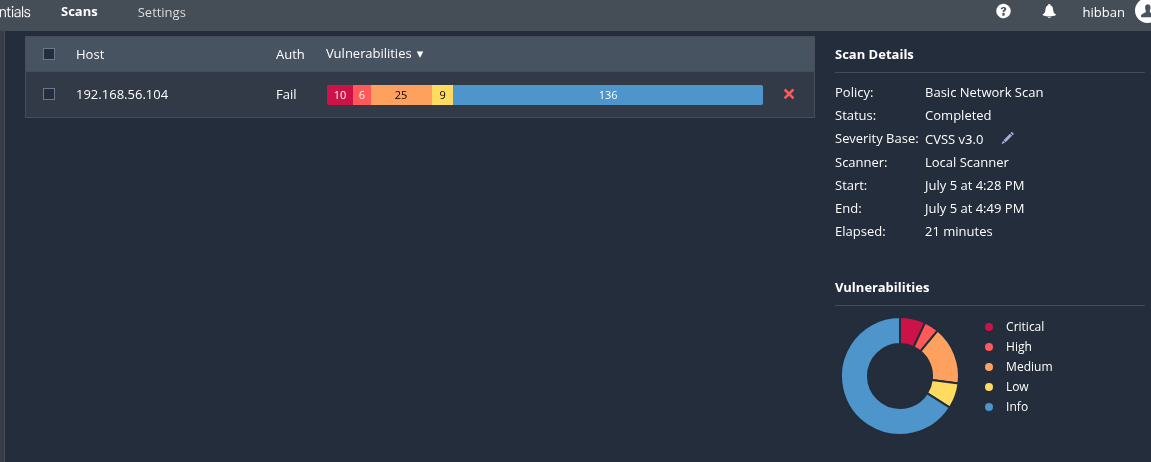 ntials Scans Settings hibban
Host Auth Vulnerabilities ▼
192.168.56.104 Fail 10 6 25 9 136
Scan Details
Policy: Basic Network Scan
Status: Completed
Severity Base: CVSS v3.0
Scanner: Local Scanner
Start: July 5 at 4:28 PM
End: July 5 at 4:49 PM
Elapsed: 21 minutes
Vulnerabilities
Critical
High
Medium
Low
Info